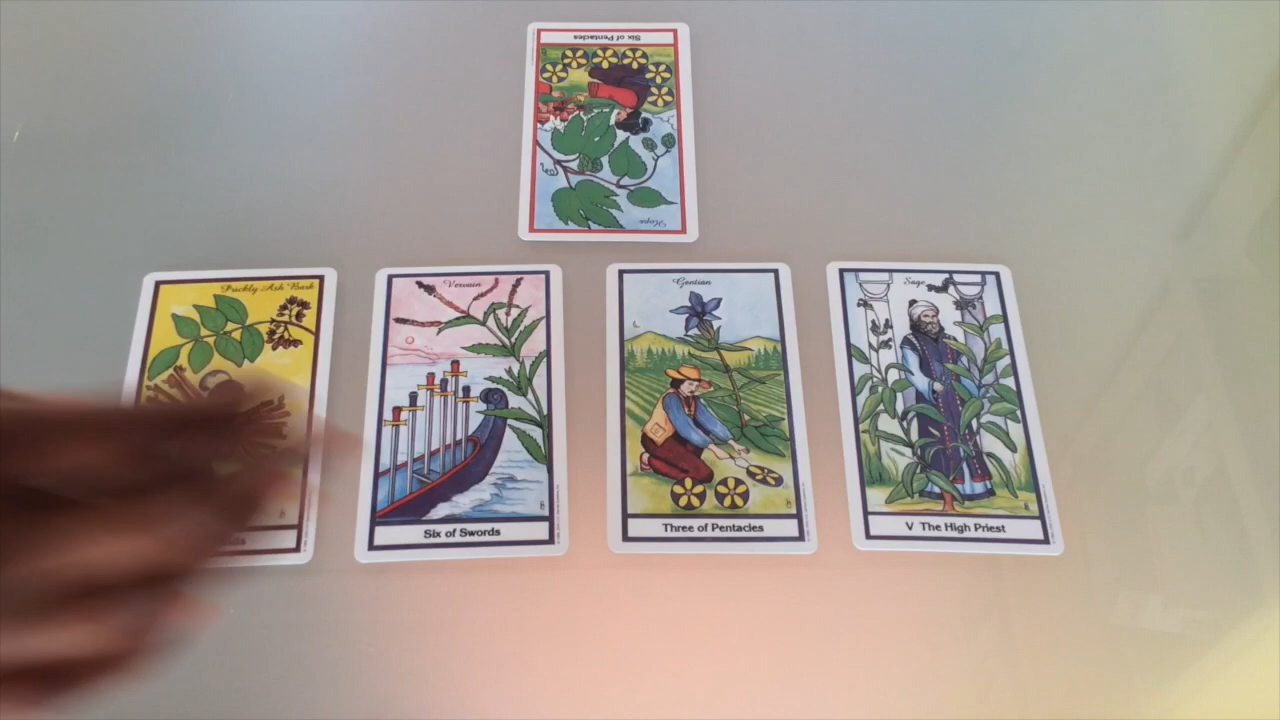 Six of Pentacles
Hops
Prickly Ash Bark
Vervain
Six of Swords
Gentian
Three of Pentacles
Sage
V The High Priest